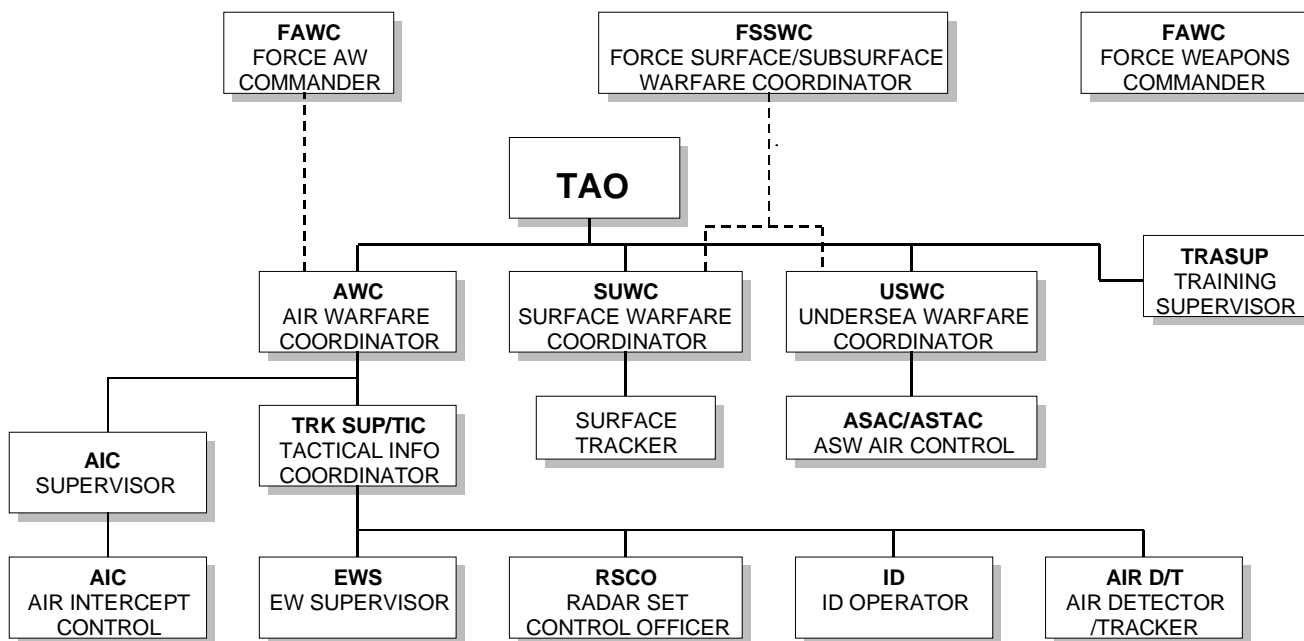 FAWC
FORCE AW
COMMANDER
FSSWC
FORCE SURFACE/SUBSURFACE
WARFARE COORDINATOR
FAWC
FORCE WEAPONS
COMMANDER
TAO
TRASUP
TRAINING
SUPERVISOR
AWC
AIR WARFARE
COORDINATOR
SUWC
SURFACE WARFARE
COORDINATOR
USWC
UNDERSEA WARFARE
COORDINATOR
AIC
SUPERVISOR
TRK SUP/TIC
TACTICAL INFO
COORDINATOR
SURFACE
TRACKER
ASAC/ASTAC
ASW AIR CONTROL
AIC
AIR INTERCEPT
CONTROL
EWS
EW SUPERVISOR
RSCO
RADAR SET
CONTROL OFFICER
ID
ID OPERATOR
AIR D/T
AIR DETECTOR
/TRACKER